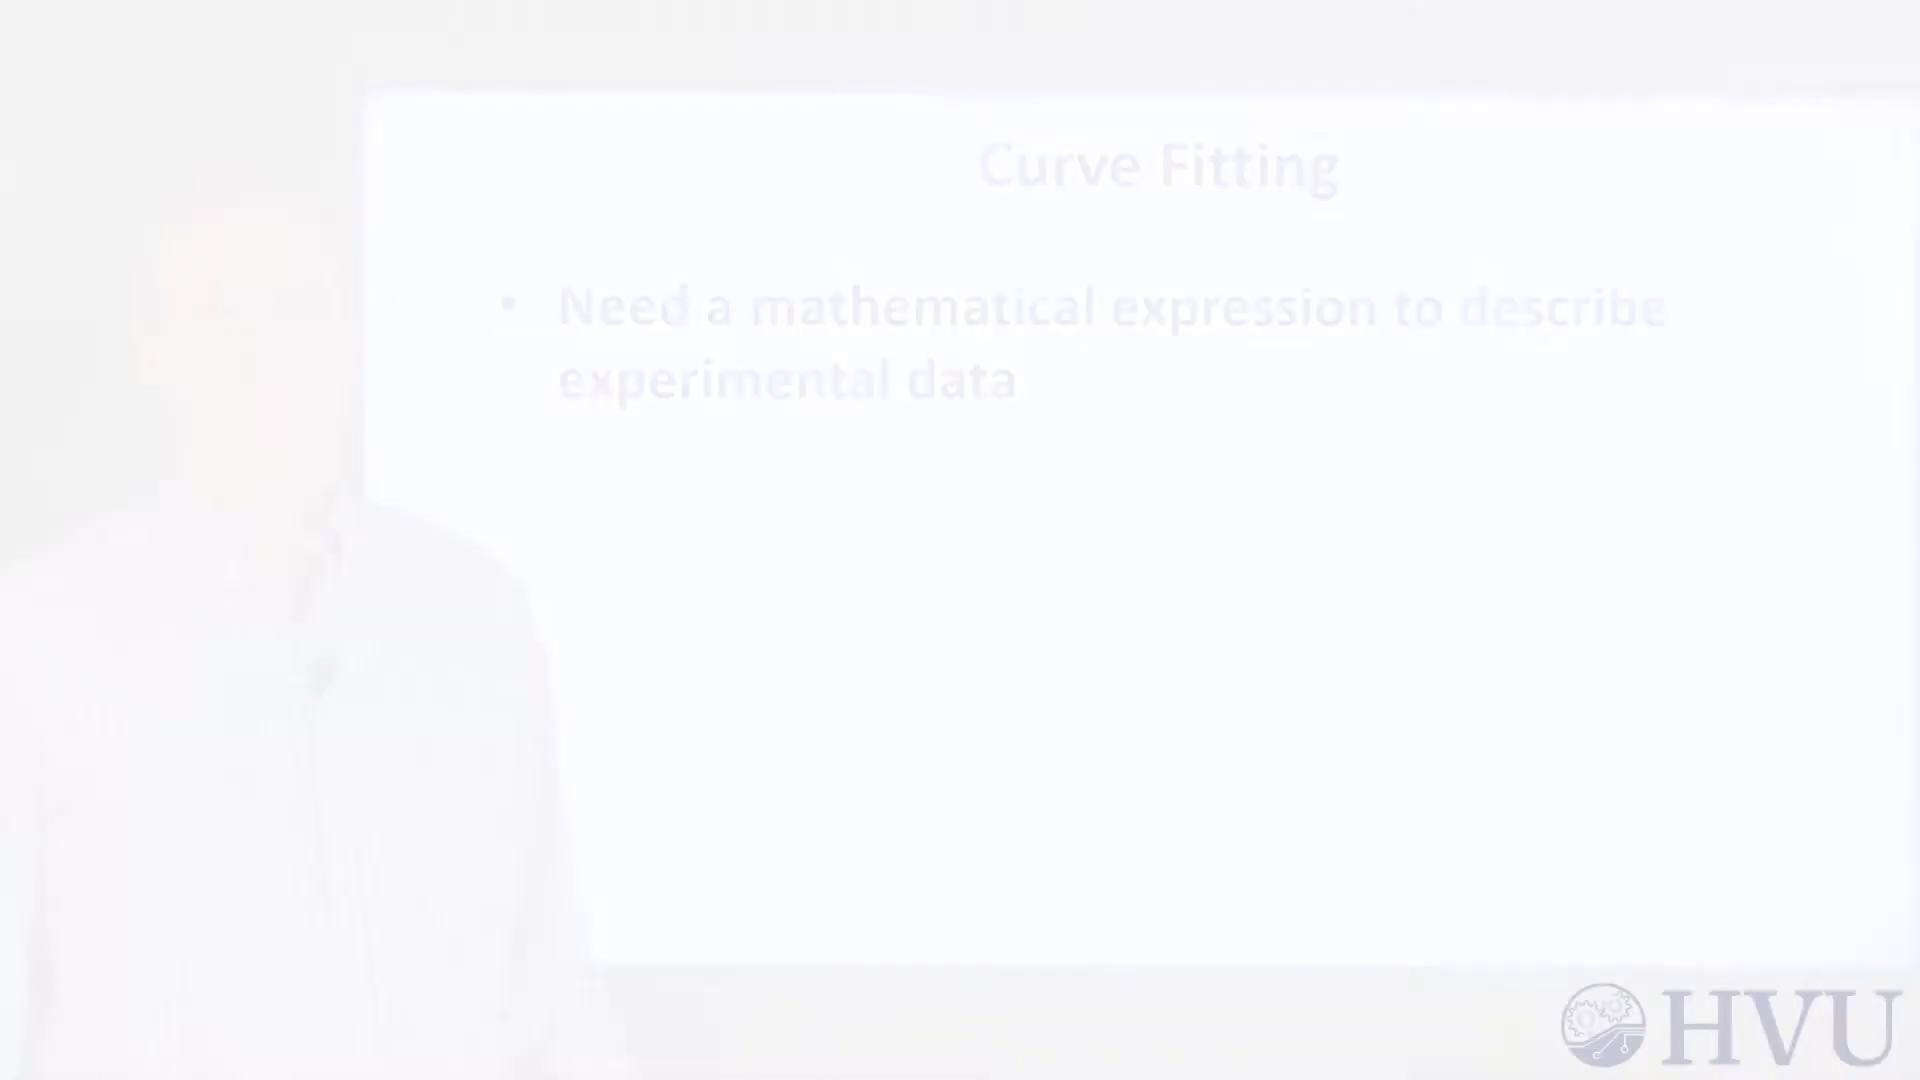 Curve Fitting
• Need a mathematical expression to describe
experimental data
HVU